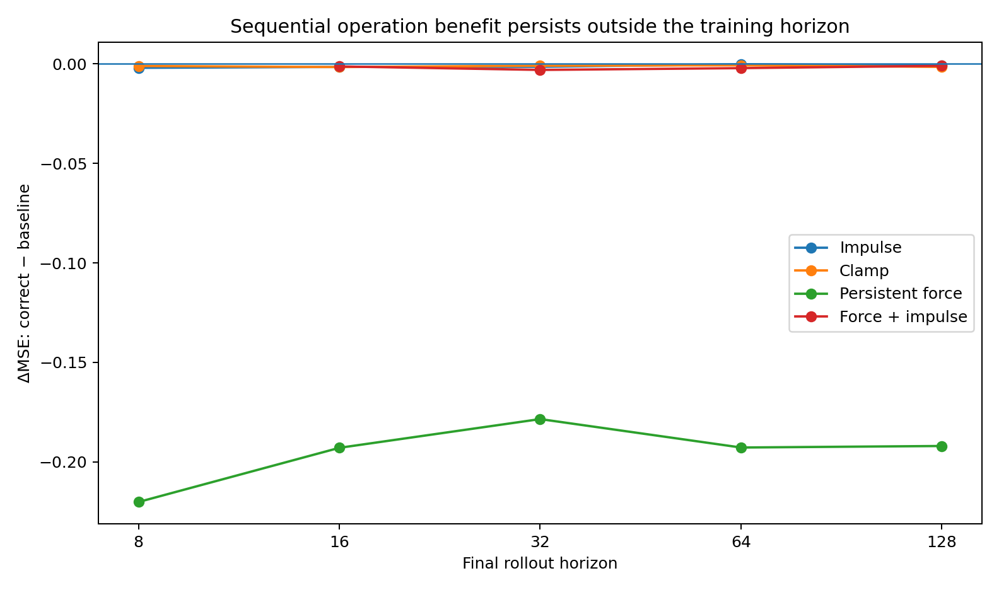 Sequential operation benefit persists outside the training horizon
0.00
−0.05
−0.10
−0.15
−0.20
ΔMSE: correct − baseline
Impulse
Clamp
Persistent force
Force + impulse
8 16 32 64 128
Final rollout horizon